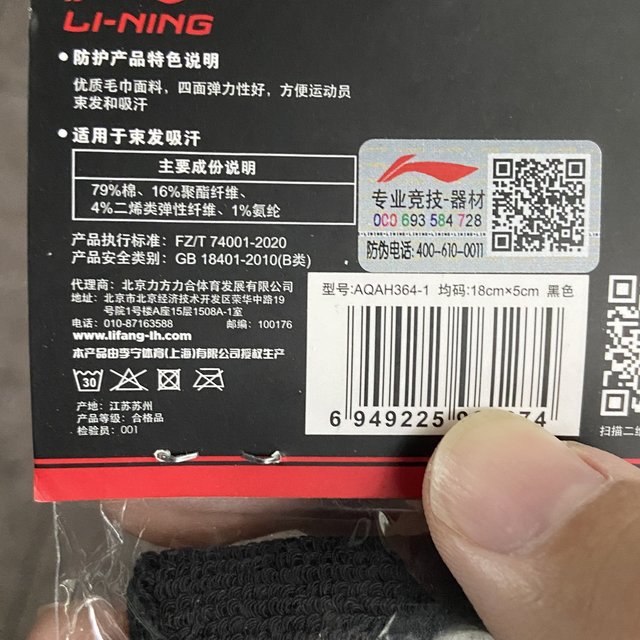 LI-NING
防护产品特色说明
优质毛巾面料，四面弹力性好，方便运动员
束发和吸汗
适用于束发吸汗
主要成份说明
79%棉、16%聚酯纤维、
4%二烯类弹性纤维、1%氨纶
产品执行标准：FZ/T 74001-2020
产品安全类别：GB 18401-2010(B类)
代理商：北京力方力合体育发展有限公司
地址：北京市北京经济技术开发区荣华中路19
号院1号楼A座15层1508A-1室
电话：010-87163588 邮编：100176
www.lifang-lh.com
本产品由李宁体育(上海)有限公司授权生产
30
产地：江苏苏州
产品等级：合格品
检验员：001
专业竞技·器材
000 693 584 728
防伪电话:400-610-0011
型号:AQAH364-1 均码:18cm×5cm 黑色
6 949225
扫描二维